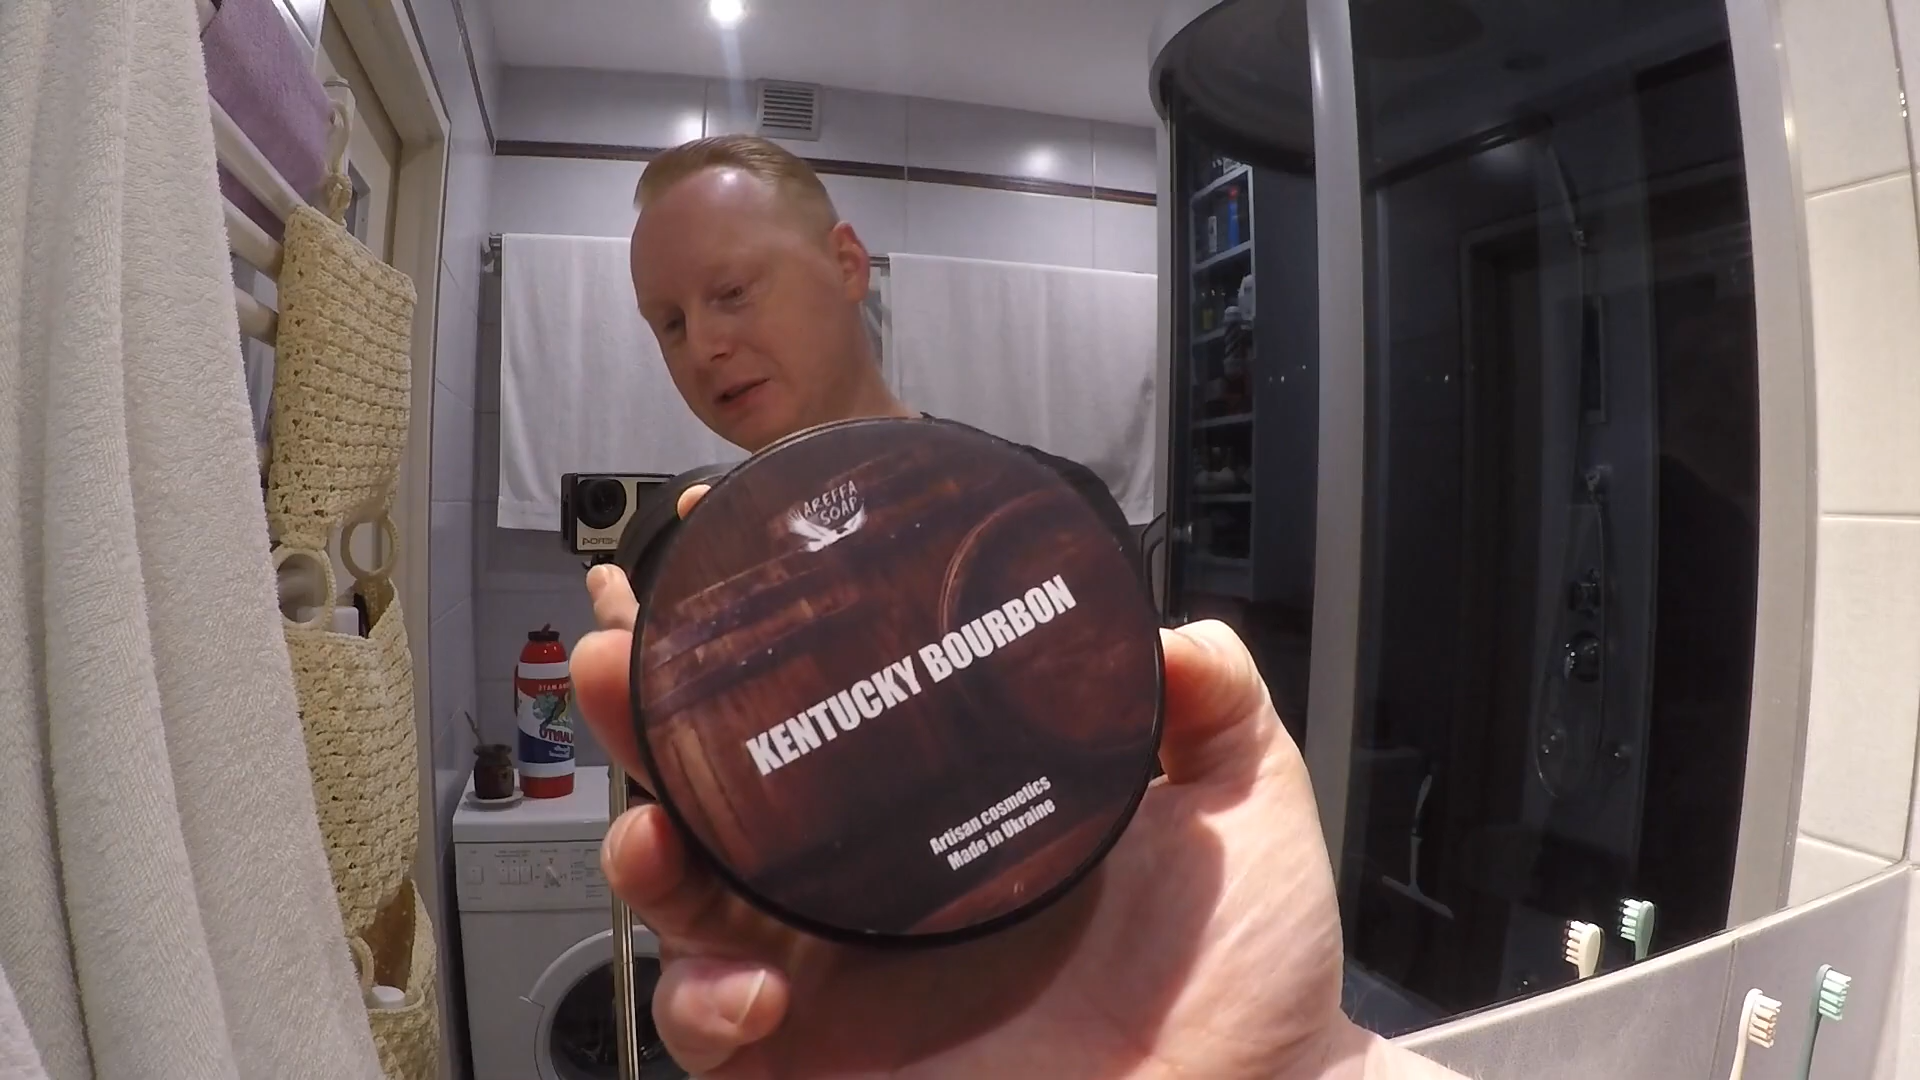 AREFFA
SOAP
KENTUCKY BOURBON
Artisan cosmetics
Made in Ukraine